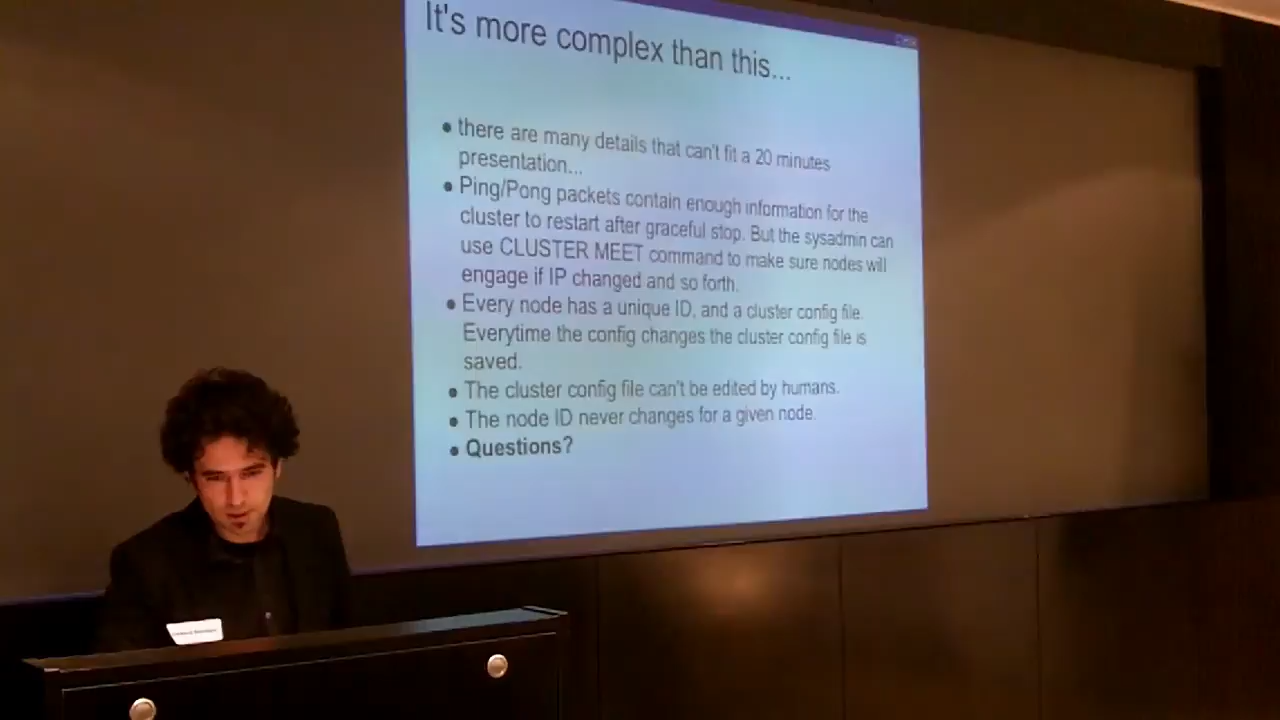 It's more complex than this...
● there are many details that can't fit a 20 minutes
presentation...
● Ping/Pong packets contain enough information for the
cluster to restart after graceful stop. But the sysadmin can
use CLUSTER MEET command to make sure nodes will
engage if IP changed and so forth.
● Every node has a unique ID, and a cluster config file.
Everytime the config changes the cluster config file is
saved.
● The cluster config file can't be edited by humans.
● The node ID never changes for a given node.
● Questions?